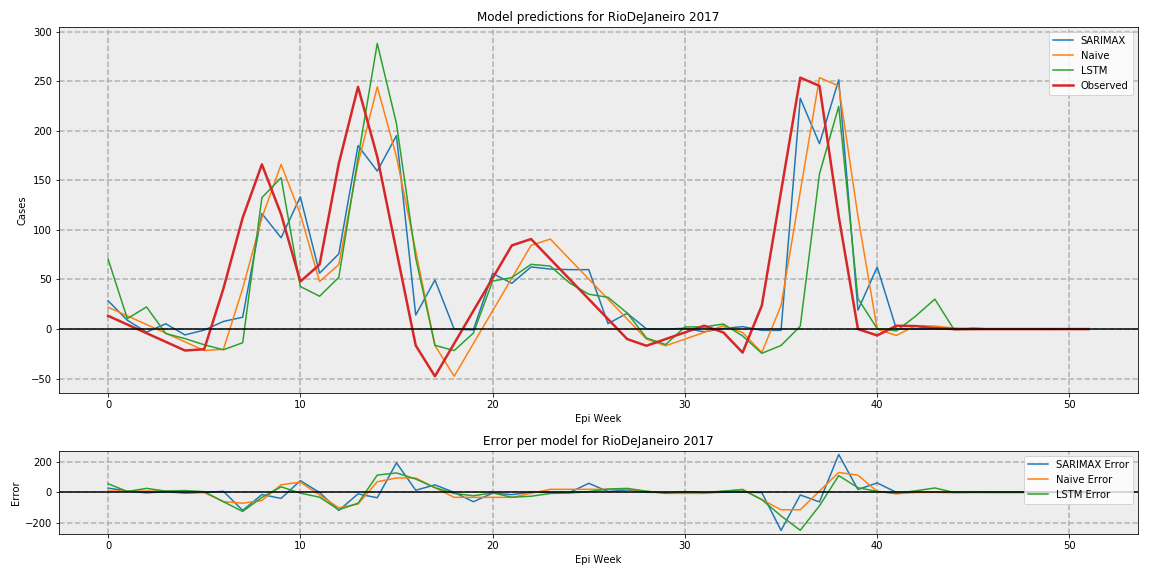 Model predictions for RioDeJaneiro 2017
300
250
200
150
100
50
0
−50
Cases
SARIMAX
Naive
LSTM
Observed
0 10 20 30 40 50
Epi Week
Error per model for RioDeJaneiro 2017
200
0
−200
Error
SARIMAX Error
Naive Error
LSTM Error
0 10 20 30 40 50
Epi Week